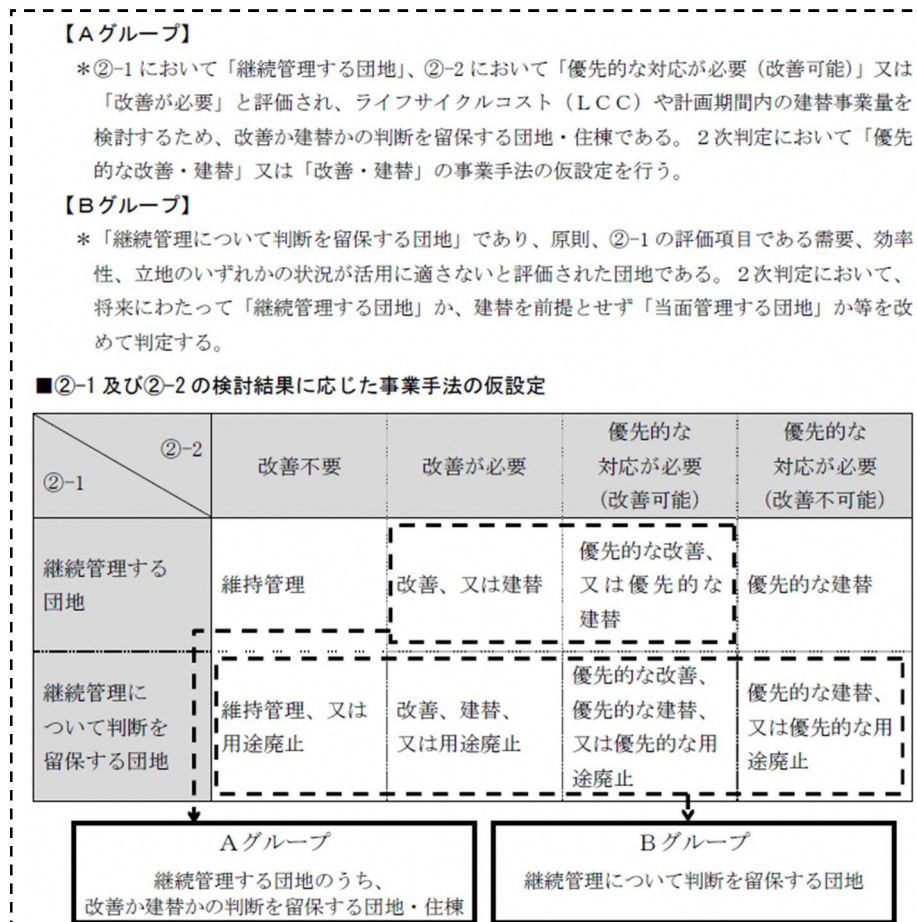 【Aグループ】
＊②-1 において「継続管理する団地」、②-2 において「優先的な対応が必要（改善可能）」又は
「改善が必要」と評価され、ライフサイクルコスト（ＬＣＣ）や計画期間内の建替事業量を
検討するため、改善か建替かの判断を留保する団地・住棟である。２次判定において「優先
的な改善・建替」又は「改善・建替」の事業手法の仮設定を行う。
【Bグループ】
＊「継続管理について判断を留保する団地」であり、原則、②-1 の評価項目である需要、効率
性、立地のいずれかの状況が活用に適さないと評価された団地である。２次判定において、
将来にわたって「継続管理する団地」か、建替を前提とせず「当面管理する団地」か等を改
めて判定する。
■②-1 及び②-2 の検討結果に応じた事業手法の仮設定
②-2
②-1
改善不要
改善が必要
優先的な
対応が必要
（改善可能）
優先的な
対応が必要
（改善不可能）
継続管理する
団地
維持管理
改善、又は建替
優先的な改善、
又は優先的な
建替
優先的な建替
継続管理に
ついて判断を
留保する団地
維持管理、又は
用途廃止
改善、建替、
又は用途廃止
優先的な改善、
優先的な建替、
又は優先的な用
途廃止
優先的な建替、
又は優先的な用
途廃止
Ａグループ
継続管理する団地のうち、
改善か建替かの判断を留保する団地・住棟
Ｂグループ
継続管理について判断を留保する団地